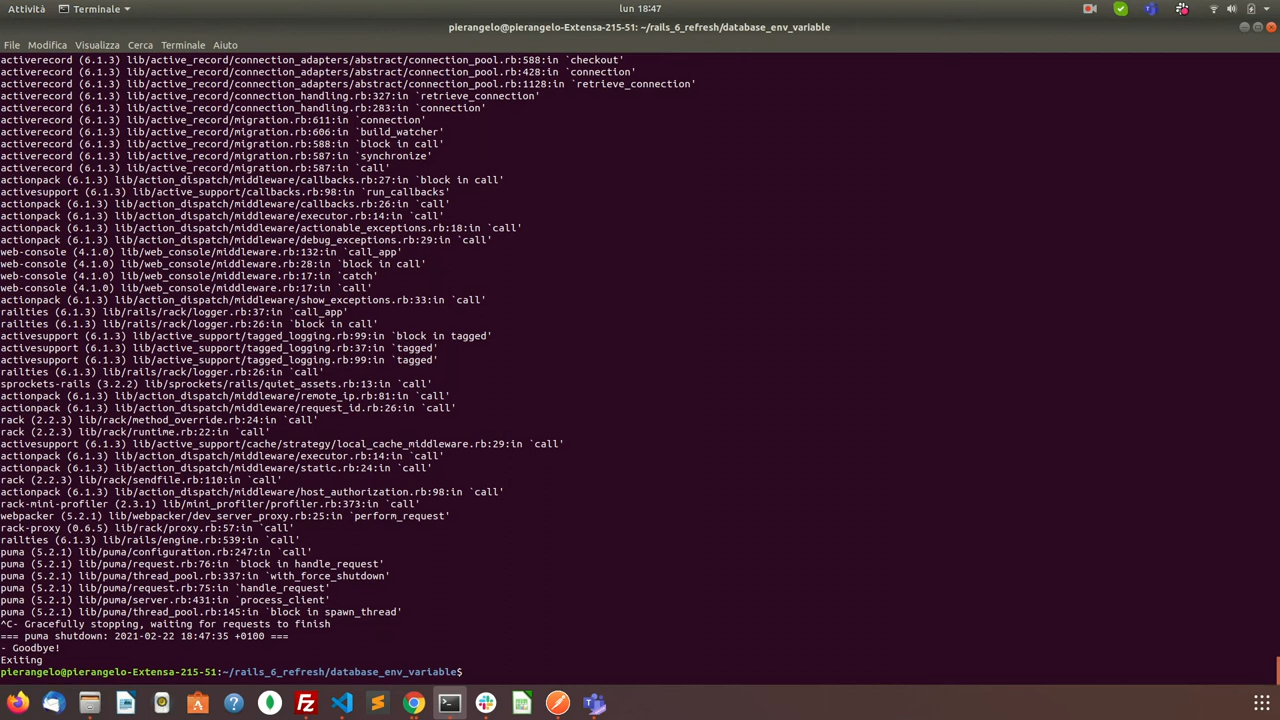 Attività
Terminale
lun 18:47
pierangelo@pierangelo-Extensa-215-51: ~/rails_6_refresh/database_env_variable
File Modifica Visualizza Cerca Terminale Aiuto
activerecord (6.1.3) lib/active_record/connection_adapters/abstract/connection_pool.rb:588:in `checkout'
activerecord (6.1.3) lib/active_record/connection_adapters/abstract/connection_pool.rb:428:in `connection'
activerecord (6.1.3) lib/active_record/connection_adapters/abstract/connection_pool.rb:1128:in `retrieve_connection'
activerecord (6.1.3) lib/active_record/connection_handling.rb:327:in `retrieve_connection'
activerecord (6.1.3) lib/active_record/connection_handling.rb:283:in `connection'
activerecord (6.1.3) lib/active_record/migration.rb:611:in `connection'
activerecord (6.1.3) lib/active_record/migration.rb:606:in `build_watcher'
activerecord (6.1.3) lib/active_record/migration.rb:588:in `block in call'
activerecord (6.1.3) lib/active_record/migration.rb:587:in `synchronize'
activerecord (6.1.3) lib/active_record/migration.rb:587:in `call'
actionpack (6.1.3) lib/action_dispatch/middleware/callbacks.rb:27:in `block in call'
activesupport (6.1.3) lib/active_support/callbacks.rb:98:in `run_callbacks'
actionpack (6.1.3) lib/action_dispatch/middleware/callbacks.rb:26:in `call'
actionpack (6.1.3) lib/action_dispatch/middleware/executor.rb:14:in `call'
actionpack (6.1.3) lib/action_dispatch/middleware/actionable_exceptions.rb:18:in `call'
actionpack (6.1.3) lib/action_dispatch/middleware/debug_exceptions.rb:29:in `call'
web-console (4.1.0) lib/web_console/middleware.rb:132:in `call_app'
web-console (4.1.0) lib/web_console/middleware.rb:28:in `block in call'
web-console (4.1.0) lib/web_console/middleware.rb:17:in `catch'
web-console (4.1.0) lib/web_console/middleware.rb:17:in `call'
actionpack (6.1.3) lib/action_dispatch/middleware/show_exceptions.rb:33:in `call'
railties (6.1.3) lib/rails/rack/logger.rb:37:in `call_app'
railties (6.1.3) lib/rails/rack/logger.rb:26:in `block in call'
activesupport (6.1.3) lib/active_support/tagged_logging.rb:99:in `block in tagged'
activesupport (6.1.3) lib/active_support/tagged_logging.rb:37:in `tagged'
activesupport (6.1.3) lib/active_support/tagged_logging.rb:99:in `tagged'
railties (6.1.3) lib/rails/rack/logger.rb:26:in `call'
sprockets-rails (3.2.2) lib/sprockets/rails/quiet_assets.rb:13:in `call'
actionpack (6.1.3) lib/action_dispatch/middleware/remote_ip.rb:81:in `call'
actionpack (6.1.3) lib/action_dispatch/middleware/request_id.rb:26:in `call'
rack (2.2.3) lib/rack/method_override.rb:24:in `call'
rack (2.2.3) lib/rack/runtime.rb:22:in `call'
activesupport (6.1.3) lib/active_support/cache/strategy/local_cache_middleware.rb:29:in `call'
actionpack (6.1.3) lib/action_dispatch/middleware/executor.rb:14:in `call'
actionpack (6.1.3) lib/action_dispatch/middleware/static.rb:24:in `call'
rack (2.2.3) lib/rack/sendfile.rb:110:in `call'
actionpack (6.1.3) lib/action_dispatch/middleware/host_authorization.rb:98:in `call'
rack-mini-profiler (2.3.1) lib/mini_profiler/profiler.rb:373:in `call'
webpacker (5.2.1) lib/webpacker/dev_server_proxy.rb:25:in `perform_request'
rack-proxy (0.6.5) lib/rack/proxy.rb:57:in `call'
railties (6.1.3) lib/rails/engine.rb:539:in `call'
puma (5.2.1) lib/puma/configuration.rb:247:in `call'
puma (5.2.1) lib/puma/request.rb:76:in `block in handle_request'
puma (5.2.1) lib/puma/thread_pool.rb:337:in `with_force_shutdown'
puma (5.2.1) lib/puma/request.rb:75:in `handle_request'
puma (5.2.1) lib/puma/server.rb:431:in `process_client'
puma (5.2.1) lib/puma/thread_pool.rb:145:in `block in spawn_thread'
^C- Gracefully stopping, waiting for requests to finish
=== puma shutdown: 2021-02-22 18:47:35 +0100 ===
- Goodbye!
Exiting
pierangelo@pierangelo-Extensa-215-51:~/rails_6_refresh/database_env_variable$